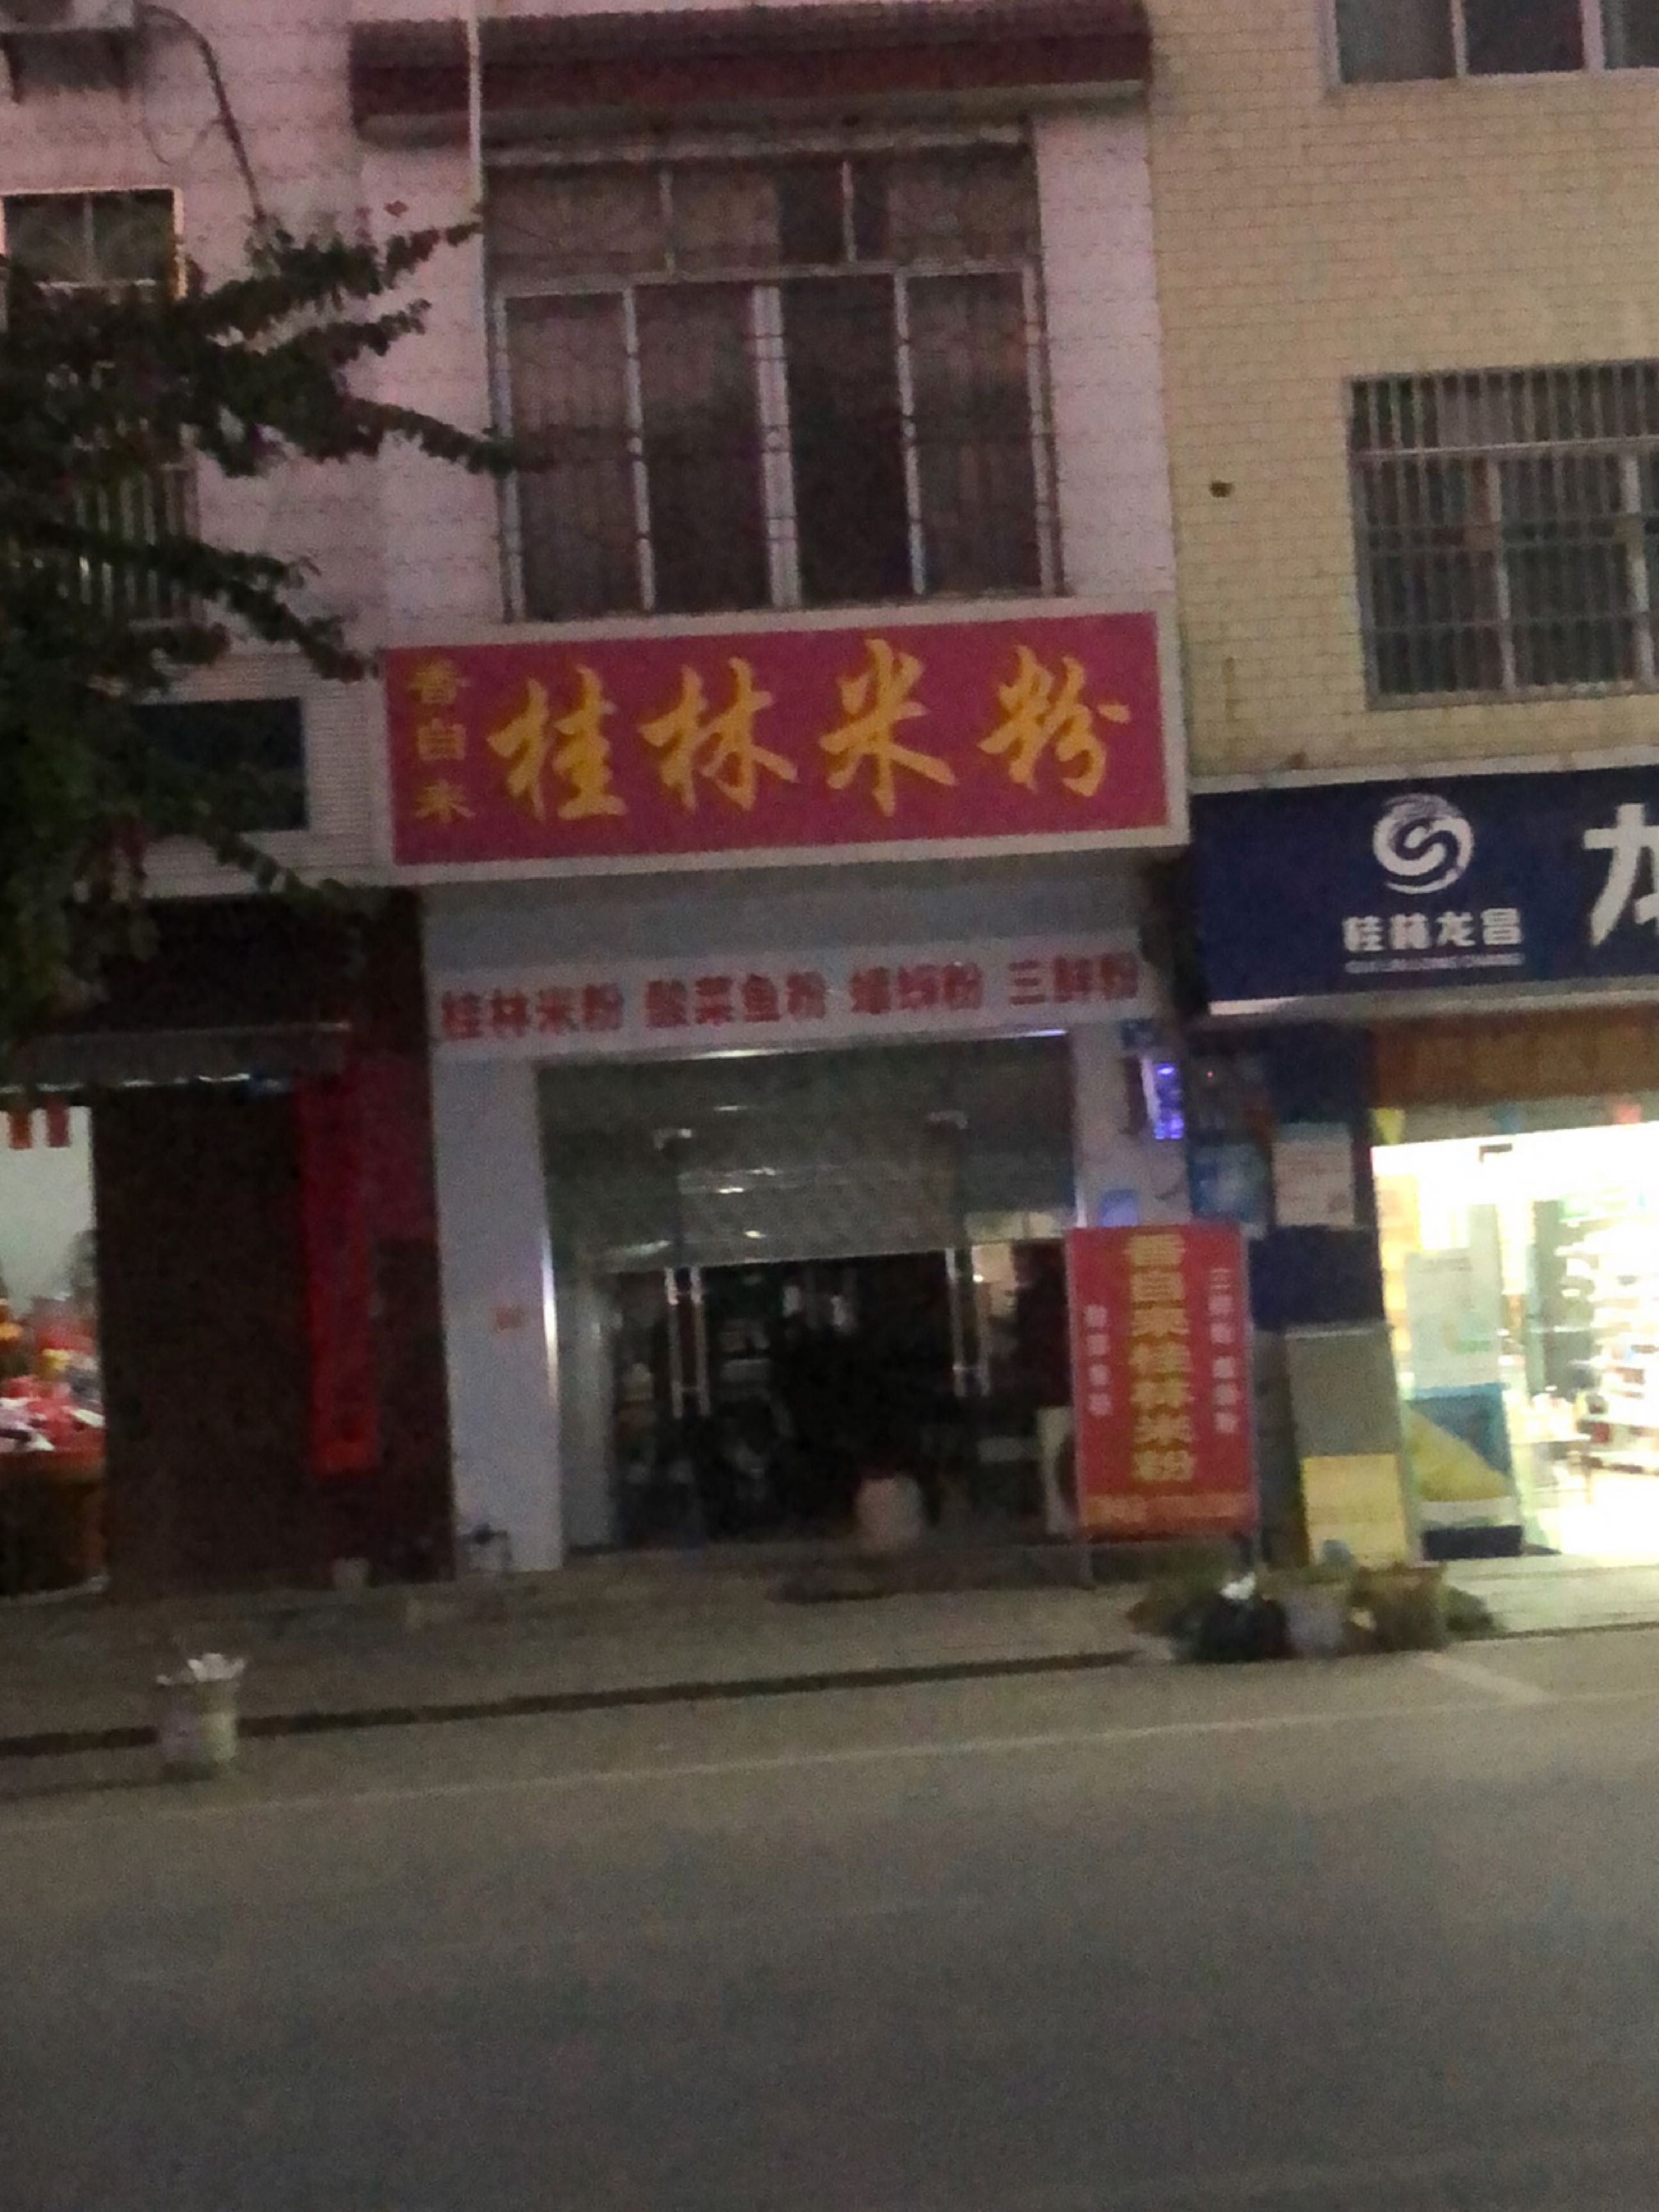 香自来
桂林米粉
桂林龙昌
龙
桂林米粉 酸菜鱼粉 螺蛳粉 三鲜粉
香自来桂林米粉